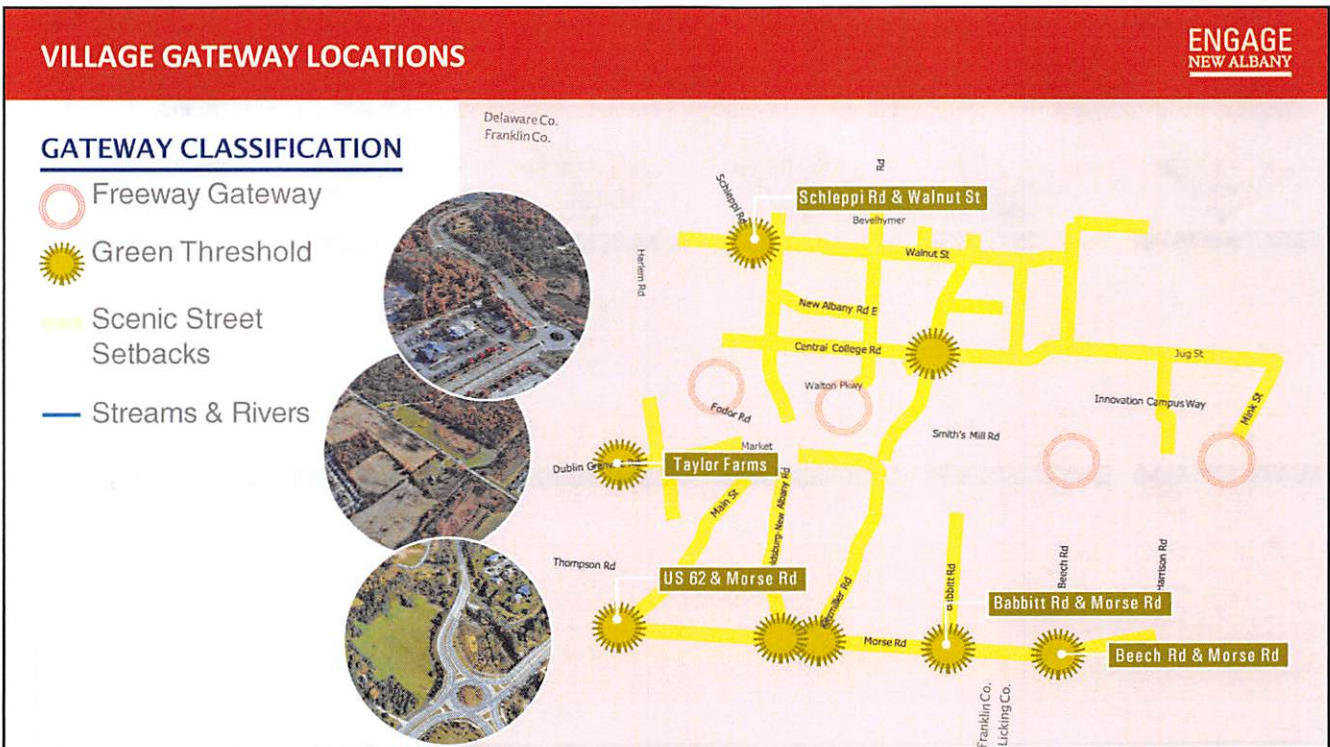 VILLAGE GATEWAY LOCATIONS
ENGAGE
NEW ALBANY
GATEWAY CLASSIFICATION
Freeway Gateway
Green Threshold
Scenic Street
Setbacks
Streams & Rivers
Delaware Co.
Franklin Co.
Rd
Schleppi Rd
Schleppi Rd & Walnut St
Bevelhymer
Harlem Rd
Walnut St
New Albany Rd E
Central College Rd
Jug St
Walton Pkwy
Innovation Campus Way
Fodor Rd
Mink St
Smith's Mill Rd
Market
Dublin
Taylor Farms
Main St
Thompson Rd
US 62 & Morse Rd
Babbitt Rd & Morse Rd
Beech Rd
Harrison Rd
Morse Rd
Beech Rd & Morse Rd
Franklin Co.
Licking Co.